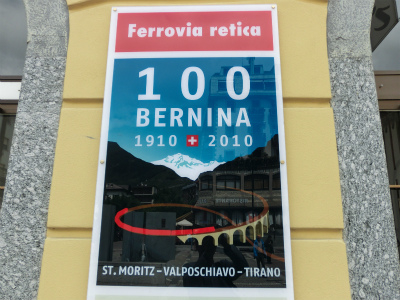 Ferrovia retica
100
BERNINA
1910 2010
ST. MORITZ – VALPOSCHIAVO – TIRANO